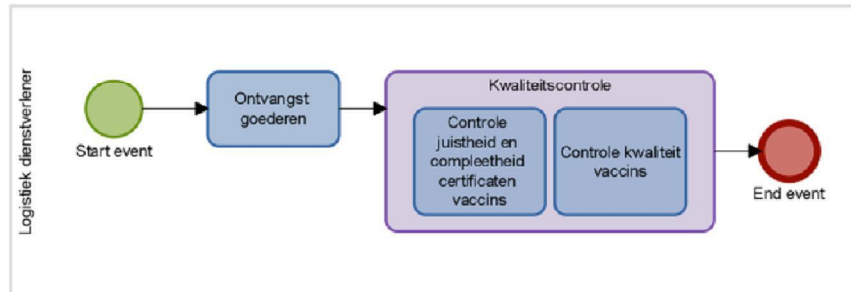 Logistiek dienstverlener
Start event
Ontvangst
goederen
Kwaliteitscontrole
Controle
juistheid en
compleetheid
certificaten
vaccins
Controle kwaliteit
vaccins
End event